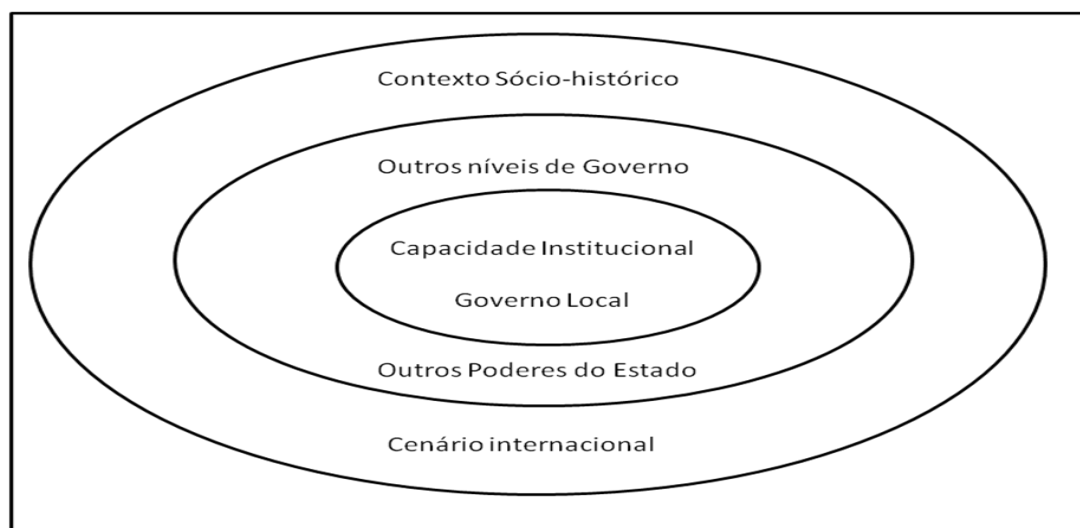 Contexto Sócio-histórico
Outros níveis de Governo
Capacidade Institucional
Governo Local
Outros Poderes do Estado
Cenário internacional